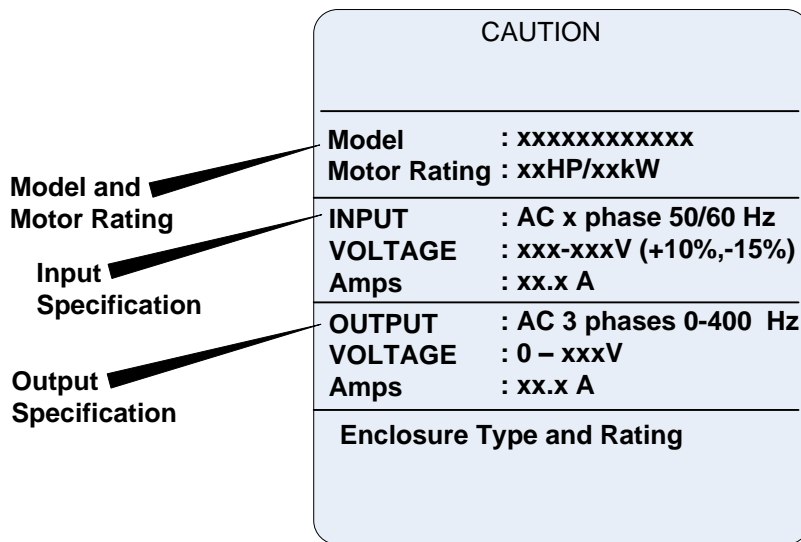 CAUTION
Model : xxxxxxxxxxxx
Motor Rating : xxHP/xxkW
Model and
Motor Rating
INPUT : AC x phase 50/60 Hz
VOLTAGE : xxx-xxxV (+10%,-15%)
Amps : xx.x A
Input
Specification
OUTPUT : AC 3 phases 0-400 Hz
VOLTAGE : 0 – xxxV
Amps : xx.x A
Output
Specification
Enclosure Type and Rating